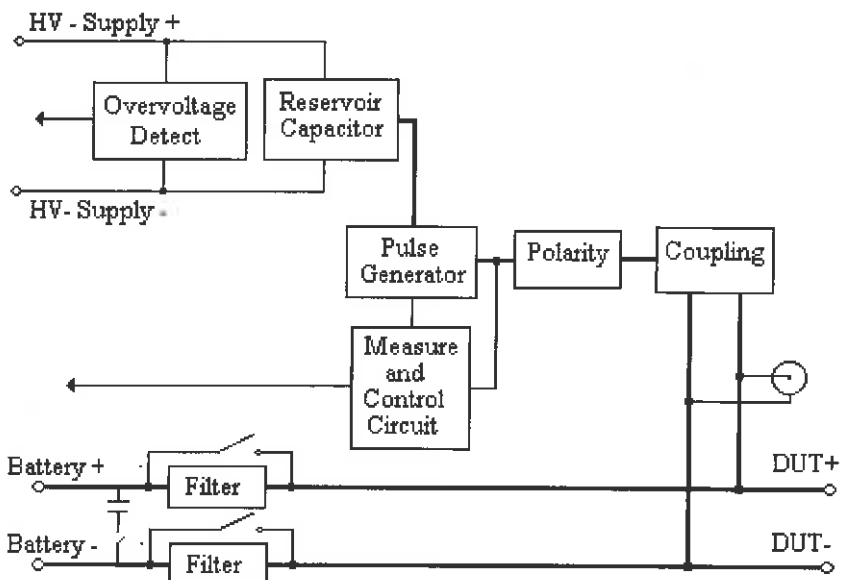 HV - Supply +
Overvoltage
Detect
Reservoir
Capacitor
HV- Supply -
Pulse
Generator
Polarity
Coupling
Measure
and
Control
Circuit
Battery +
Filter
DUT+
Battery -
Filter
DUT-